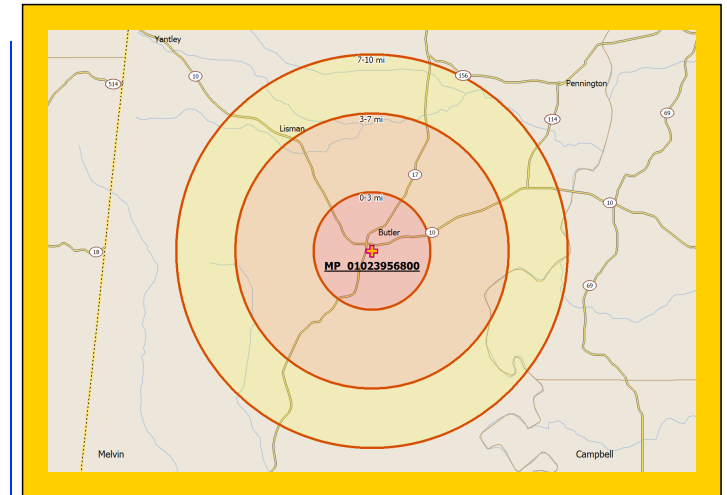 Yantley
7-10 mi
156
10
514
Pennington
69
3-7 mi
114
Lisman
17
0-3 mi
10
Butler
10
18
MP_01023956800
69
Melvin
Campbell